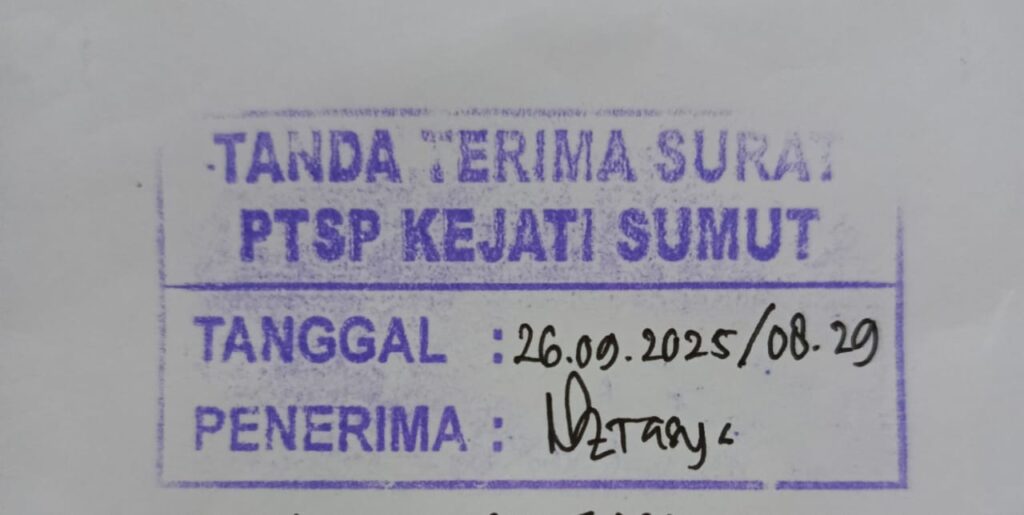 TANDA TERIMA SURAT
PTSP KEJATI SUMUT
TANGGAL : 26.09.2025/08.29
PENERIMA :